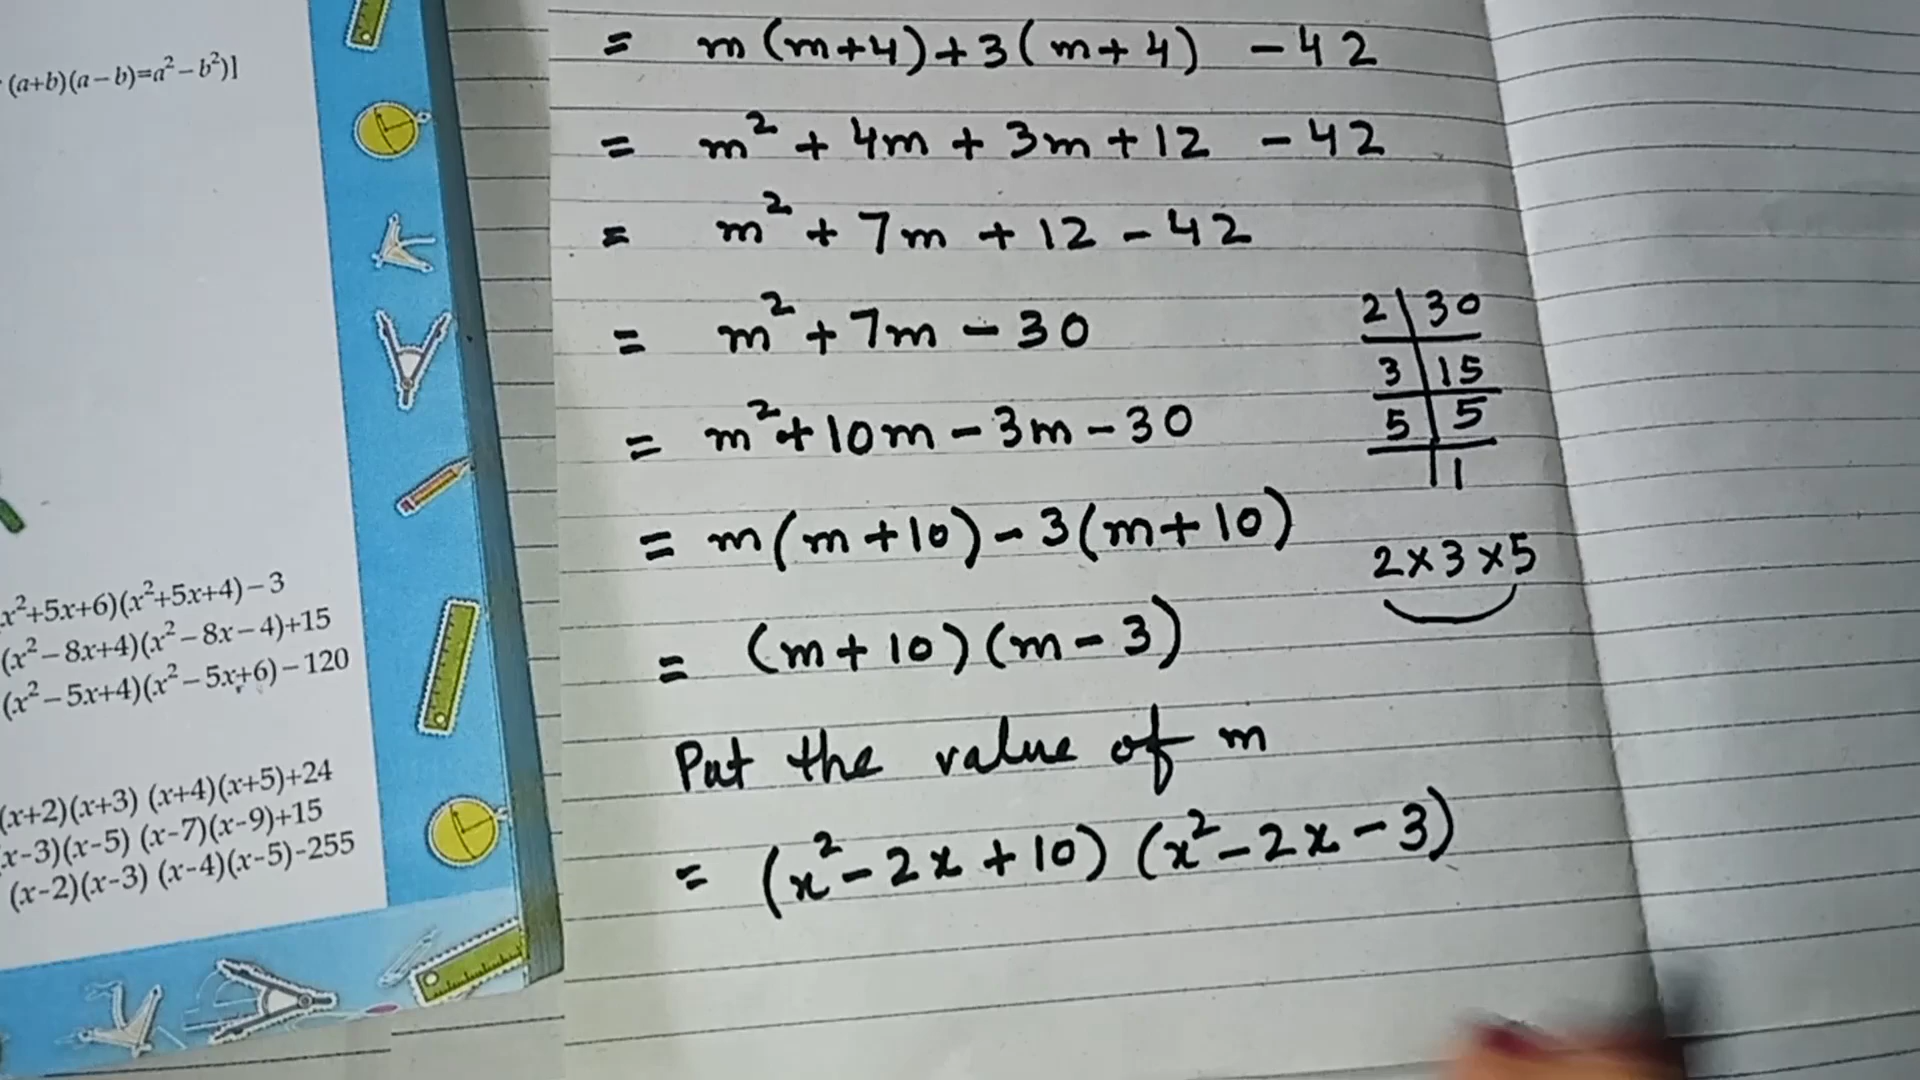 (a+b)(a−b)=a²−b²)]
x²+5x+6)(x²+5x+4)−3
(x²−8x+4)(x²−8x−4)+15
(x²−5x+4)(x²−5x+6)−120
(x+2)(x+3) (x+4)(x+5)+24
x-3)(x-5) (x-7)(x-9)+15
(x-2)(x-3) (x-4)(x-5)-255
= m(m+4)+3(m+4) -42
= m² + 4m + 3m + 12 - 42
= m² + 7m + 12 - 42
= m² + 7m - 30
= m² + 10m - 3m - 30
= m(m+10) - 3(m+10)
= (m+10)(m-3)
Put the value of m
= (x² - 2x + 10) (x² - 2x - 3)
2 | 30
3 | 15
5 | 5
| 1
2×3×5